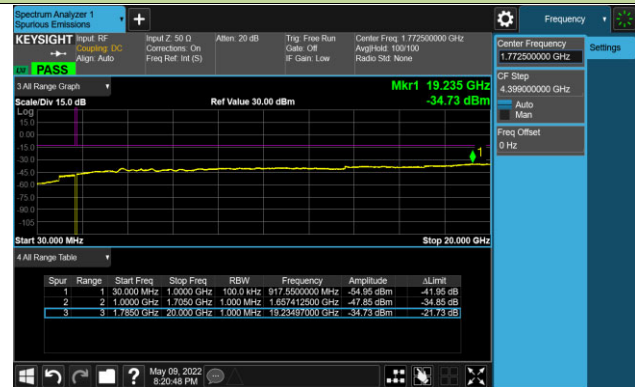 Spectrum Analyzer 1
Spurious Emissions
Frequency
KEYSIGHT
Input: RF
Coupling: DC
Align: Auto
Input Z: 50 Ω
Corrections: On
Freq Ref: Int (S)
Atten: 20 dB
Trig: Free Run
Gate: Off
IF Gain: Low
Center Freq: 1.772500000 GHz
Avg|Hold: 100/100
Radio Std: None
PASS
Center Frequency
1.772500000 GHz
Settings
CF Step
4.399000000 GHz
Auto
Man
Freq Offset
0 Hz
3 All Range Graph
Mkr1 19.235 GHz
Scale/Div 15.0 dB
Ref Value 30.00 dBm
-34.73 dBm
Log
15.0
0.00
-15.0
-30.0
-45.0
-60.0
-75.0
-90.0
-105
1
Start 30.000 MHz
Stop 20.000 GHz
4 All Range Table
Spur Range Start Freq Stop Freq RBW Frequency Amplitude ΔLimit
1 1 30.000 MHz 1.0000 GHz 100.0 kHz 917.5500000 MHz -54.95 dBm -41.95 dB
2 2 1.0000 GHz 1.7050 GHz 1.000 MHz 1.657412500 GHz -47.85 dBm -34.85 dB
3 3 1.7850 GHz 20.000 GHz 1.000 MHz 19.23497000 GHz -34.73 dBm -21.73 dB
May 09, 2022
8:20:48 PM